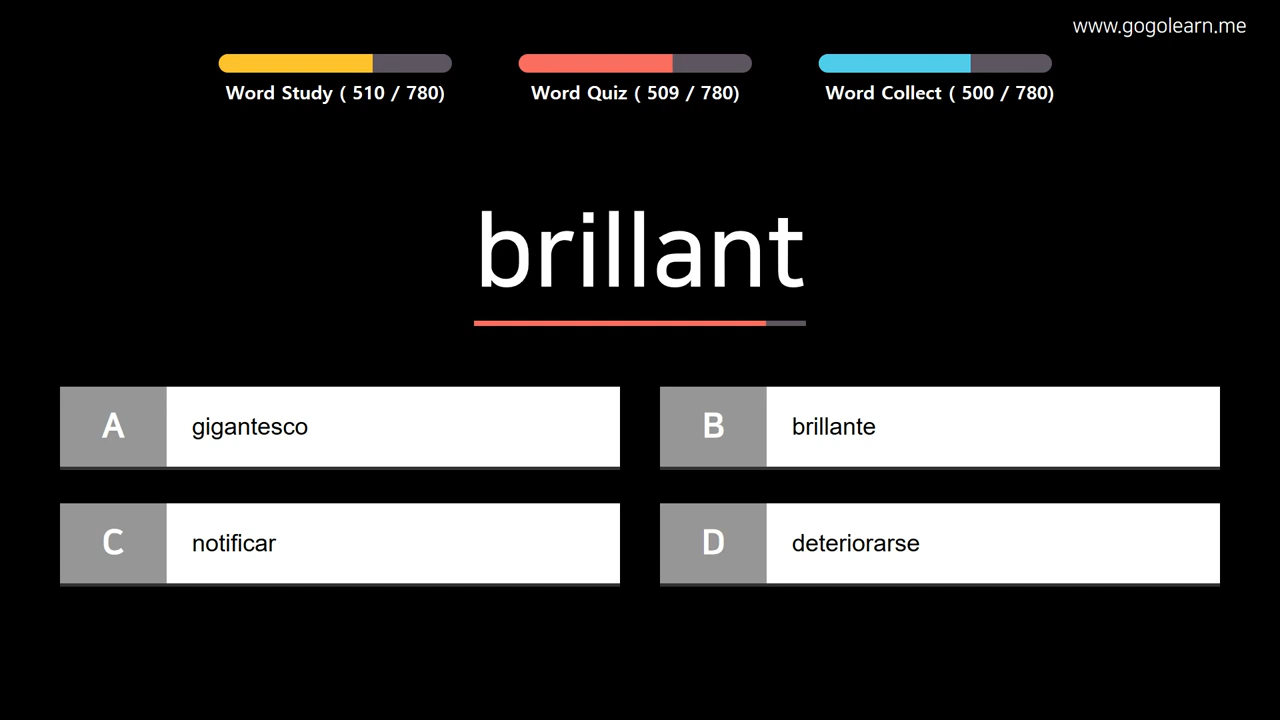 www.gogolearn.me
Word Study ( 510 / 780)
Word Quiz ( 509 / 780)
Word Collect ( 500 / 780)
brillant
A gigantesco
B brillante
C notificar
D deteriorarse